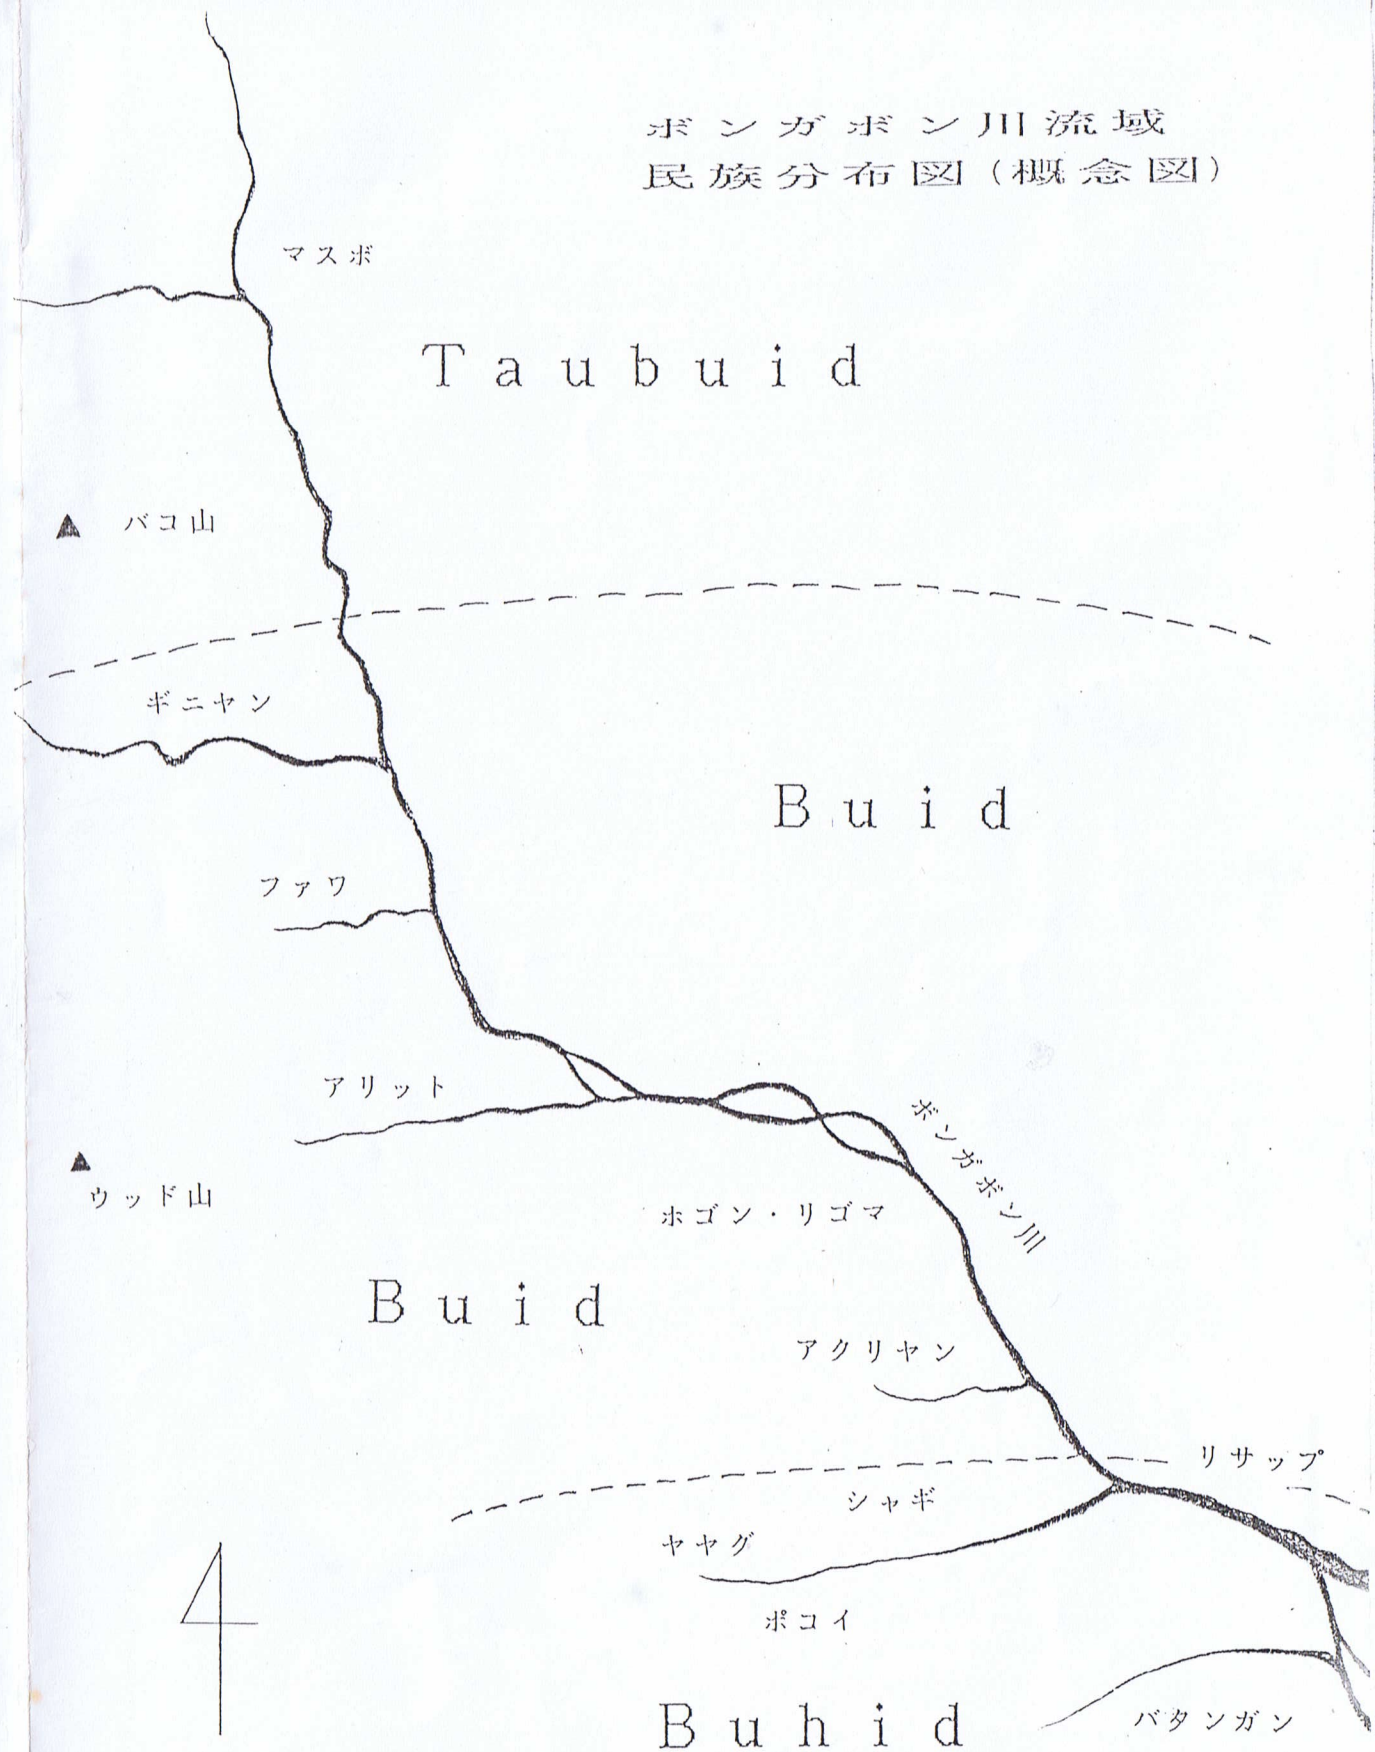 ボンガボン川流域
民族分布図(概念図)
マスボ
Taubuid
バコ山
ギニヤン
Buid
ファワ
アリット
ボンガボン川
ウッド山
ホゴン・リゴマ
Buid
アクリヤン
リサップ
シャギ
ヤヤグ
ポコイ
Buhid
バタンガン